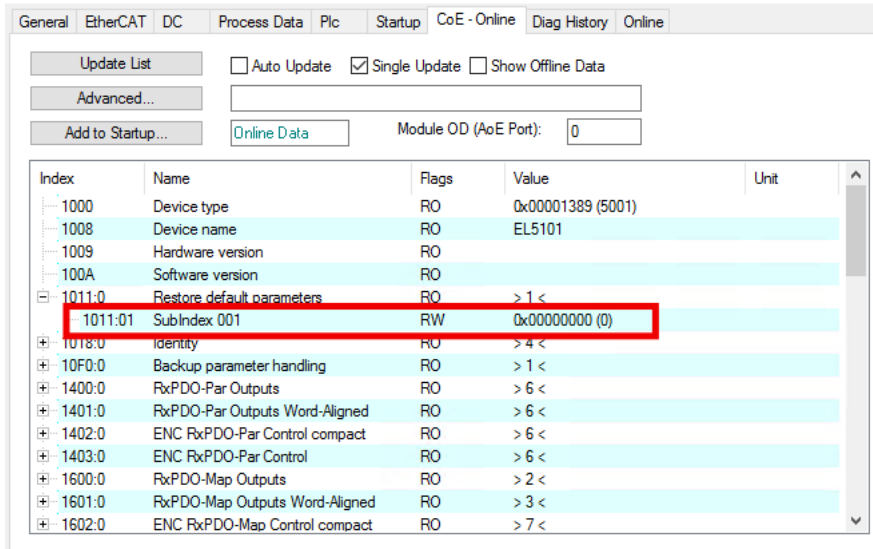 General EtherCAT DC Process Data Plc Startup CoE - Online Diag History Online
Update List Auto Update Single Update Show Offline Data
Advanced...
Add to Startup... Online Data Module OD (AoE Port): 0
Index Name Flags Value Unit
1000 Device type RO 0x00001389 (5001)
1008 Device name RO EL5101
1009 Hardware version RO
100A Software version RO
1011:0 Restore default parameters RO > 1 <
1011:01 SubIndex 001 RW 0x00000000 (0)
1018:0 Identity RO > 4 <
10F0:0 Backup parameter handling RO > 1 <
1400:0 RxPDO-Par Outputs RO > 6 <
1401:0 RxPDO-Par Outputs Word-Aligned RO > 6 <
1402:0 ENC RxPDO-Par Control compact RO > 6 <
1403:0 ENC RxPDO-Par Control RO > 6 <
1600:0 RxPDO-Map Outputs RO > 2 <
1601:0 RxPDO-Map Outputs Word-Aligned RO > 3 <
1602:0 ENC RxPDO-Map Control compact RO > 7 <